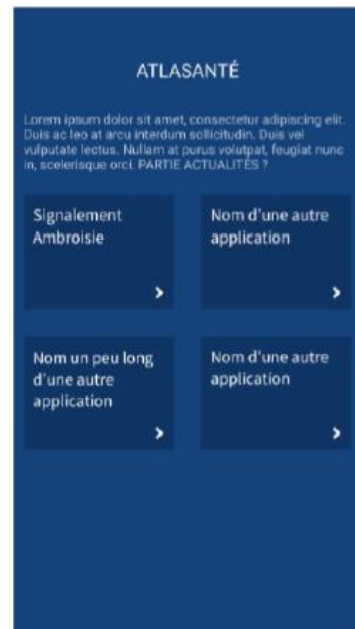 ATLASANTÉ
Lorem ipsum dolor sit amet, consectetur adipiscing elit.
Duis ac leo at arcu interdum sollicitudin. Duis vel
vulputate lectus. Nullam at purus volutpat, feugiat nunc
in, scelerisque orci. PARTIE ACTUALITÉS ?
Signalement
Ambroisie
Nom d'une autre
application
Nom un peu long
d'une autre
application
Nom d'une autre
application